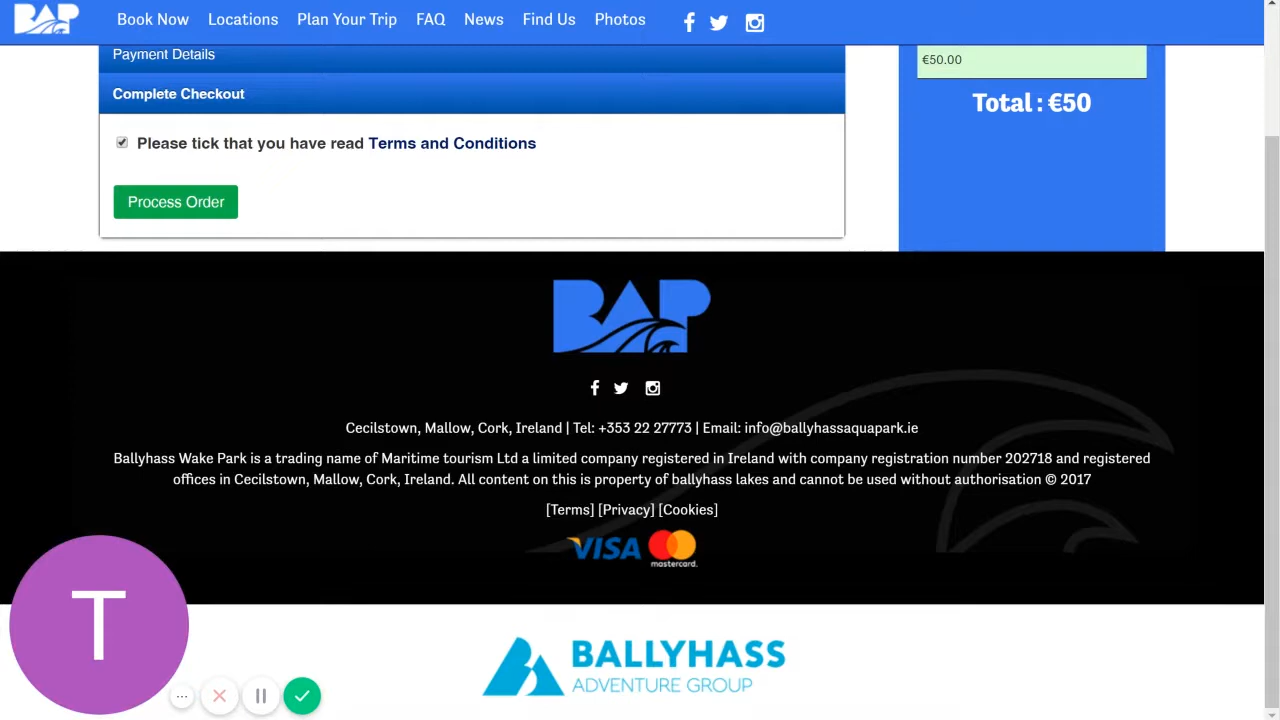 BAP
Book Now Locations Plan Your Trip FAQ News Find Us Photos
Payment Details
€50.00
Complete Checkout
Total : €50
Please tick that you have read Terms and Conditions
Process Order
BAP
Cecilstown, Mallow, Cork, Ireland | Tel: +353 22 27773 | Email: info@ballyhassaquapark.ie
Ballyhass Wake Park is a trading name of Maritime tourism Ltd a limited company registered in Ireland with company registration number 202718 and registered
offices in Cecilstown, Mallow, Cork, Ireland. All content on this is property of ballyhass lakes and cannot be used without authorisation © 2017
[Terms] [Privacy] [Cookies]
VISA mastercard.
T
BALLYHASS
ADVENTURE GROUP